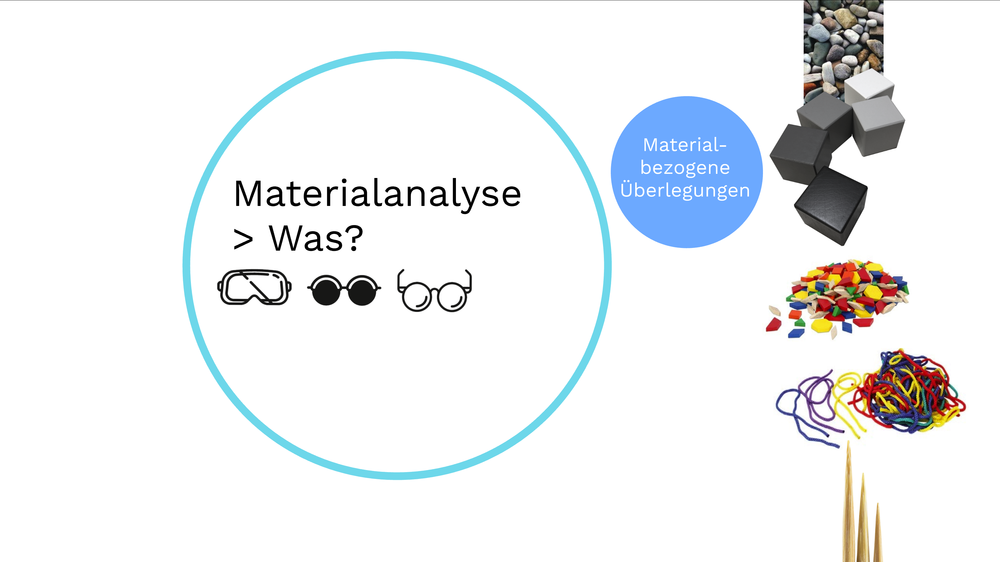 Materialanalyse
> Was?
Material-
bezogene
Überlegungen